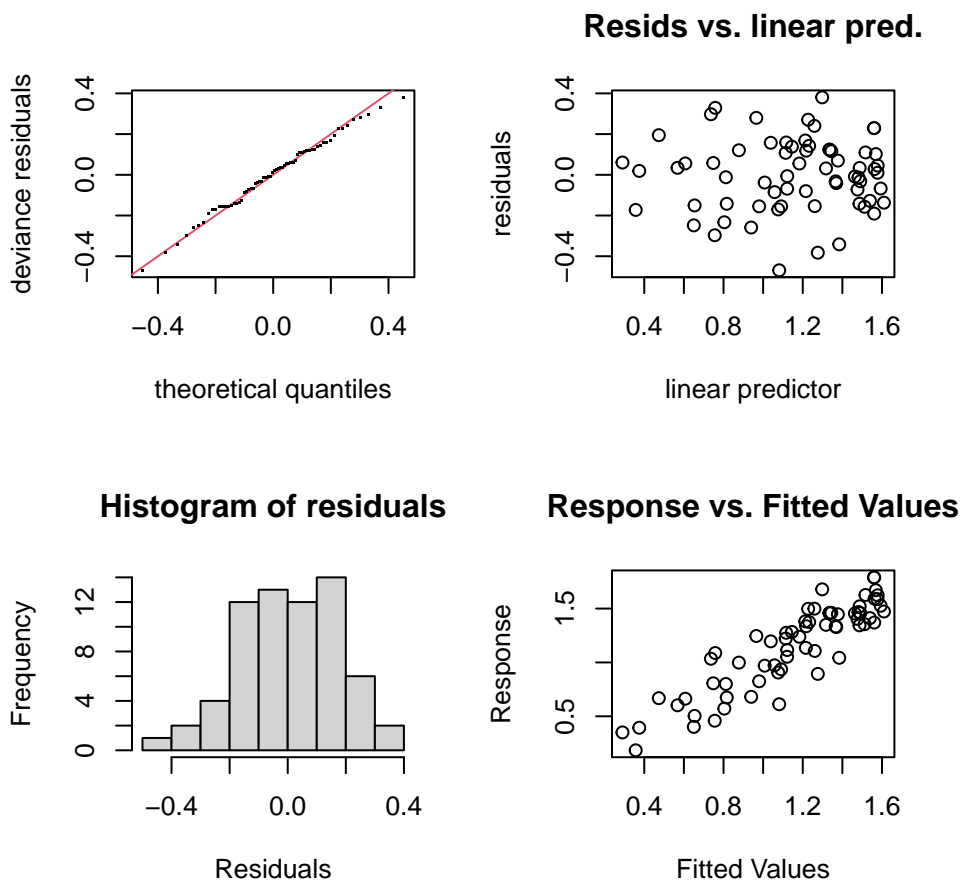 deviance residuals
0.4
0.0
−0.4
−0.4 0.0 0.4
theoretical quantiles
Resids vs. linear pred.
residuals
0.4
0.0
−0.4
0.4 0.8 1.2 1.6
linear predictor
Histogram of residuals
Frequency
12
8
4
0
−0.4 0.0 0.4
Residuals
Response vs. Fitted Values
Response
1.5
0.5
0.4 0.8 1.2 1.6
Fitted Values